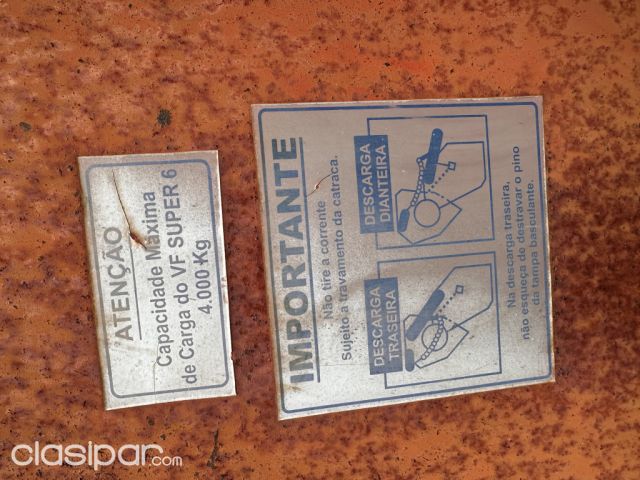 ATENÇÃO
Capacidade Máxima
de Carga do VF SUPER 6
4.000 Kg
IMPORTANTE
Não tire a corrente
Sujeito a travamento da catraca.
DESCARGA
TRASEIRA
DESCARGA
DIANTEIRA
Na descarga traseira,
não esqueça de destravar o pino
da tampa basculante.
clasipar.com